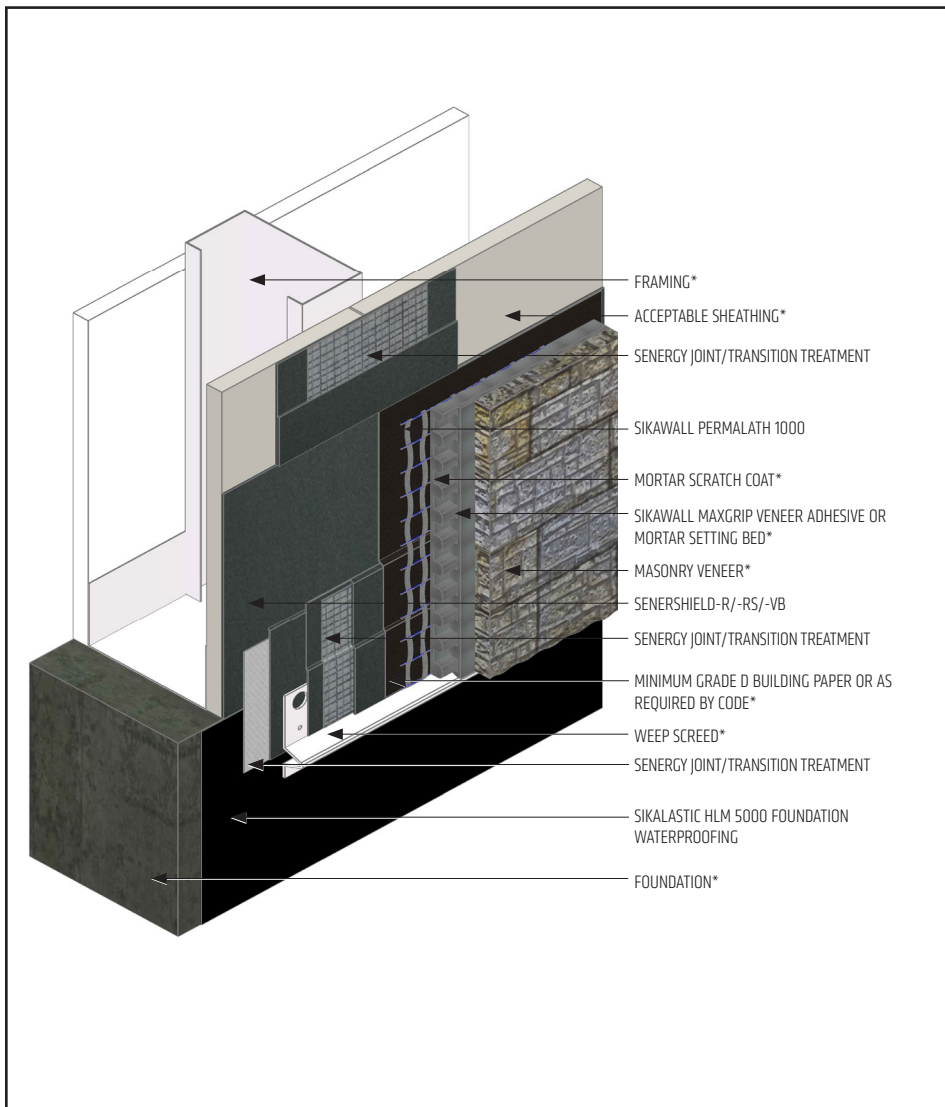 FRAMING*
ACCEPTABLE SHEATHING*
SENERGY JOINT/TRANSITION TREATMENT
SIKAWALL PERMALATH 1000
MORTAR SCRATCH COAT*
SIKAWALL MAXGRIP VENEER ADHESIVE OR
MORTAR SETTING BED*
MASONRY VENEER*
SENERSHIELD-R/-RS/-VB
SENERGY JOINT/TRANSITION TREATMENT
MINIMUM GRADE D BUILDING PAPER OR AS
REQUIRED BY CODE*
WEEP SCREED*
SENERGY JOINT/TRANSITION TREATMENT
SIKALASTIC HLM 5000 FOUNDATION
WATERPROOFING
FOUNDATION*